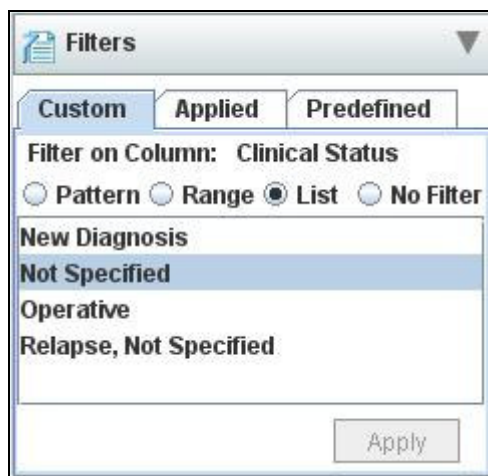 Filters
Custom Applied Predefined
Filter on Column: Clinical Status
Pattern Range List No Filter
New Diagnosis
Not Specified
Operative
Relapse, Not Specified
Apply